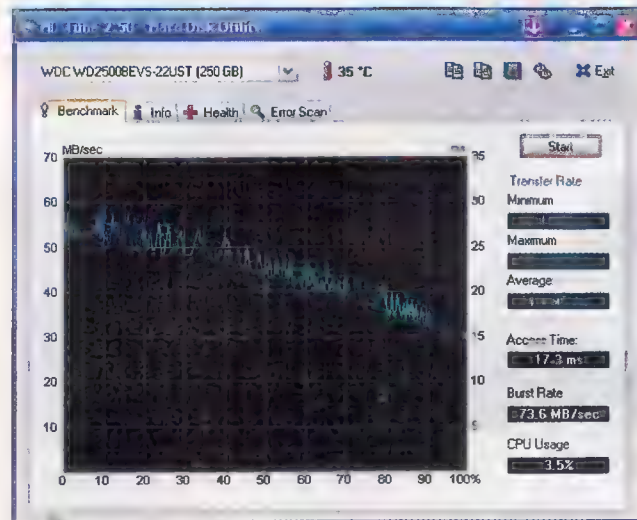 WDC WD2500BEVS-22UST (250 GB)
35 °C
Exit
Benchmark
Info
Health
Error Scan
Start
MB/sec
70
60
50
40
30
20
10
35
30
25
20
15
10
5
0 10 20 30 40 50 60 70 80 90 100%
Transfer Rate
Minimum
Maximum
Average
Access Time:
17.3 ms
Burst Rate
73.6 MB/sec
CPU Usage
3.5%